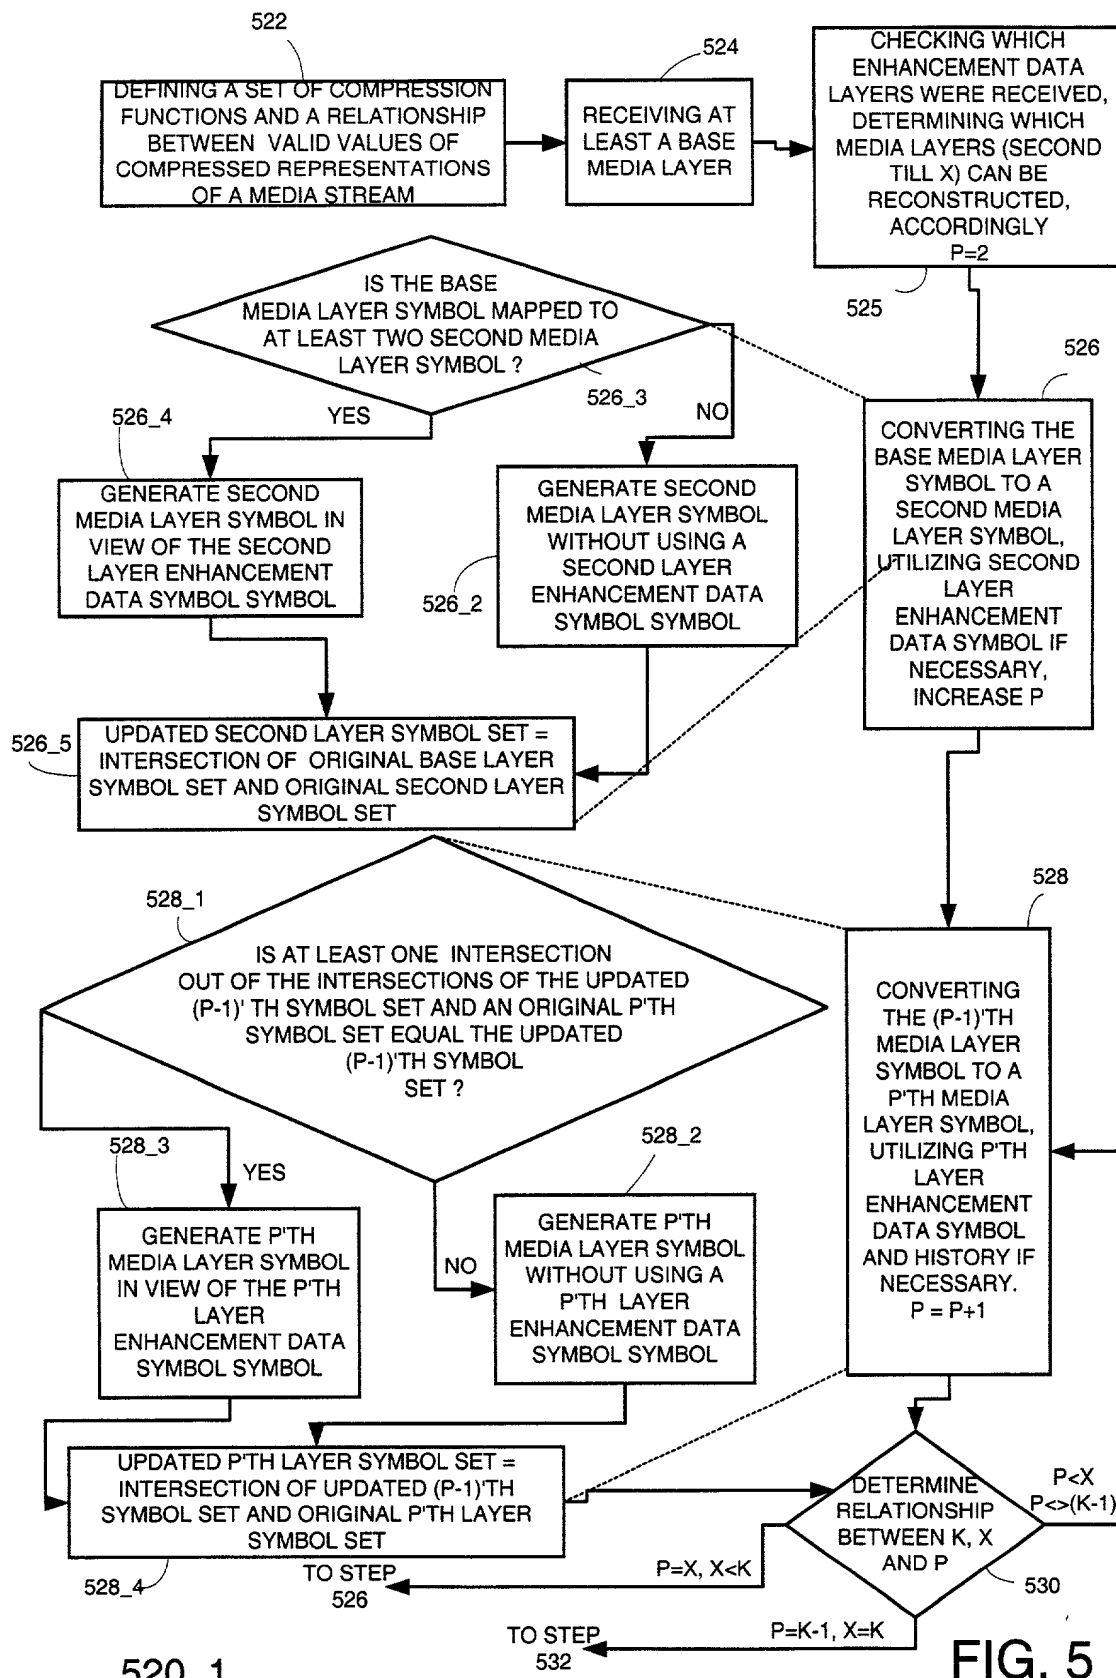 522
DEFINING A SET OF COMPRESSION
FUNCTIONS AND A RELATIONSHIP
BETWEEN VALID VALUES OF
COMPRESSED REPRESENTATIONS
OF A MEDIA STREAM
524
RECEIVING AT
LEAST A BASE
MEDIA LAYER
CHECKING WHICH
ENHANCEMENT DATA
LAYERS WERE RECEIVED,
DETERMINING WHICH
MEDIA LAYERS (SECOND
TILL X) CAN BE
RECONSTRUCTED,
ACCORDINGLY
P=2
525
IS THE BASE
MEDIA LAYER SYMBOL MAPPED TO
AT LEAST TWO SECOND MEDIA
LAYER SYMBOL ?
526_3
YES
NO
526_4
GENERATE SECOND
MEDIA LAYER SYMBOL IN
VIEW OF THE SECOND
LAYER ENHANCEMENT
DATA SYMBOL SYMBOL
526_2
GENERATE SECOND
MEDIA LAYER SYMBOL
WITHOUT USING A
SECOND LAYER
ENHANCEMENT DATA
SYMBOL SYMBOL
526
CONVERTING THE
BASE MEDIA LAYER
SYMBOL TO A
SECOND MEDIA
LAYER SYMBOL,
UTILIZING SECOND
LAYER
ENHANCEMENT
DATA SYMBOL IF
NECESSARY,
INCREASE P
526_5
UPDATED SECOND LAYER SYMBOL SET =
INTERSECTION OF ORIGINAL BASE LAYER
SYMBOL SET AND ORIGINAL SECOND LAYER
SYMBOL SET
528_1
IS AT LEAST ONE INTERSECTION
OUT OF THE INTERSECTIONS OF THE UPDATED
(P-1)' TH SYMBOL SET AND AN ORIGINAL P'TH
SYMBOL SET EQUAL THE UPDATED
(P-1)'TH SYMBOL
SET ?
528
CONVERTING
THE (P-1)'TH
MEDIA LAYER
SYMBOL TO A
P'TH MEDIA
LAYER SYMBOL,
UTILIZING P'TH
LAYER
ENHANCEMENT
DATA SYMBOL
AND HISTORY IF
NECESSARY.
P = P+1
528_3
YES
GENERATE P'TH
MEDIA LAYER SYMBOL
IN VIEW OF THE P'TH
LAYER
ENHANCEMENT DATA
SYMBOL SYMBOL
528_2
NO
GENERATE P'TH
MEDIA LAYER SYMBOL
WITHOUT USING A
P'TH LAYER
ENHANCEMENT DATA
SYMBOL SYMBOL
UPDATED P'TH LAYER SYMBOL SET =
INTERSECTION OF UPDATED (P-1)'TH
SYMBOL SET AND ORIGINAL P'TH LAYER
SYMBOL SET
528_4
DETERMINE
RELATIONSHIP
BETWEEN K, X
AND P
530
P<X
P<>(K-1)
P=X, X<K
TO STEP
526
P=K-1, X=K
TO STEP
532
520_1
FIG. 5